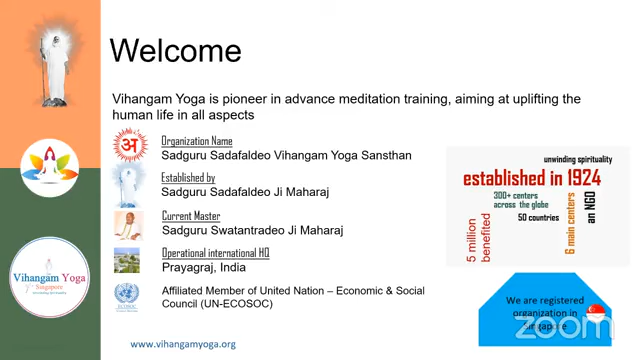 Welcome
Vihangam Yoga is pioneer in advance meditation training, aiming at uplifting the
human life in all aspects
अ
Organization Name
Sadguru Sadafaldeo Vihangam Yoga Sansthan
Established by
Sadguru Sadafaldeo Ji Maharaj
Current Master
Sadguru Swatantradeo Ji Maharaj
Operational international HQ
Prayagraj, India
Affiliated Member of United Nation – Economic & Social
Council (UN-ECOSOC)
ECOSOC
www.vihangamyoga.org
Vihangam Yoga
Singapore
unwinding spirituality
established in 1924
300+ centers
across the globe
50 countries
5 million
benefited
6 main centers
an NGO
We are registered
organization in
Singapore
zoom